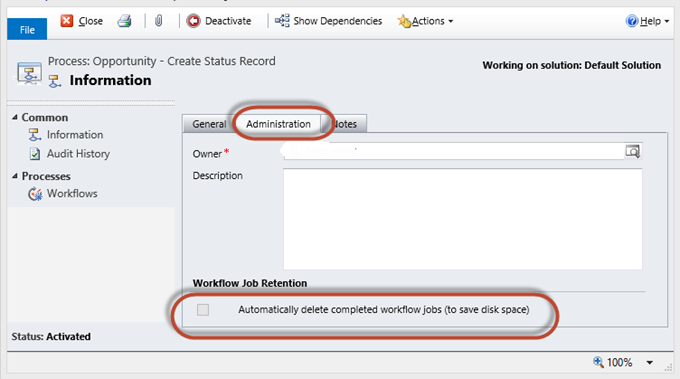 File
Close
Deactivate
Show Dependencies
Actions
Help
Process: Opportunity - Create Status Record
Information
Working on solution: Default Solution
Common
Information
Audit History
Processes
Workflows
General
Administration
Notes
Owner*
Description
Workflow Job Retention
Automatically delete completed workflow jobs (to save disk space)
Status: Activated
100%